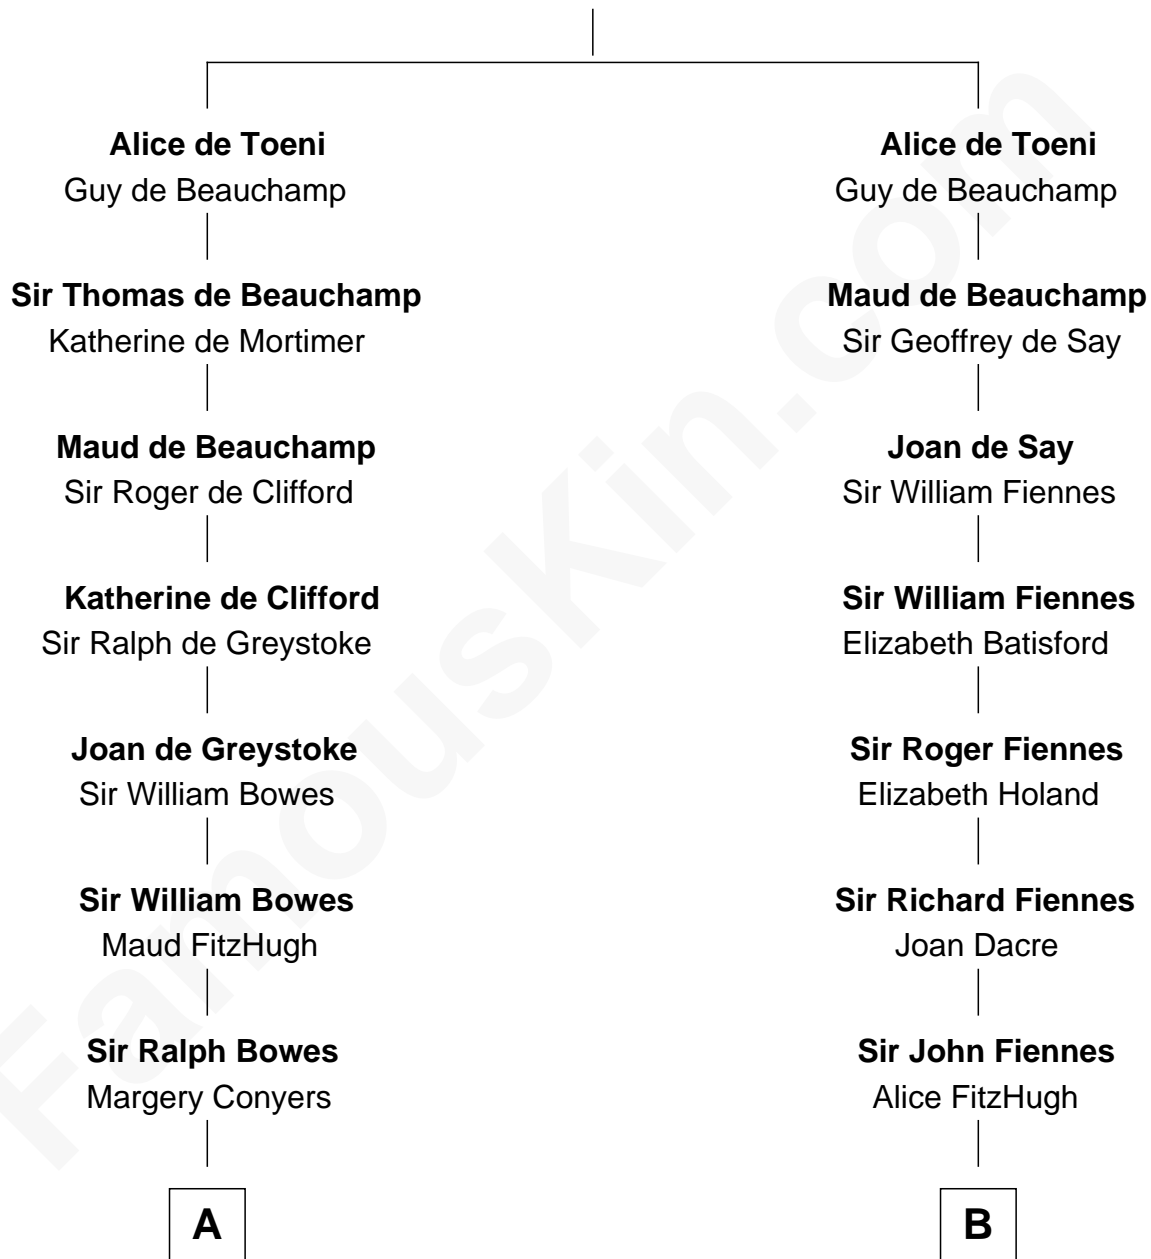 Alice de Toeni
Guy de Beauchamp
Sir Thomas de Beauchamp
Katherine de Mortimer
Maud de Beauchamp
Sir Roger de Clifford
Katherine de Clifford
Sir Ralph de Greystoke
Joan de Greystoke
Sir William Bowes
Sir William Bowes
Maud FitzHugh
Sir Ralph Bowes
Margery Conyers
A
Alice de Toeni
Guy de Beauchamp
Maud de Beauchamp
Sir Geoffrey de Say
Joan de Say
Sir William Fiennes
Sir William Fiennes
Elizabeth Batisford
Sir Roger Fiennes
Elizabeth Holand
Sir Richard Fiennes
Joan Dacre
Sir John Fiennes
Alice FitzHugh
B
FamousKin.com